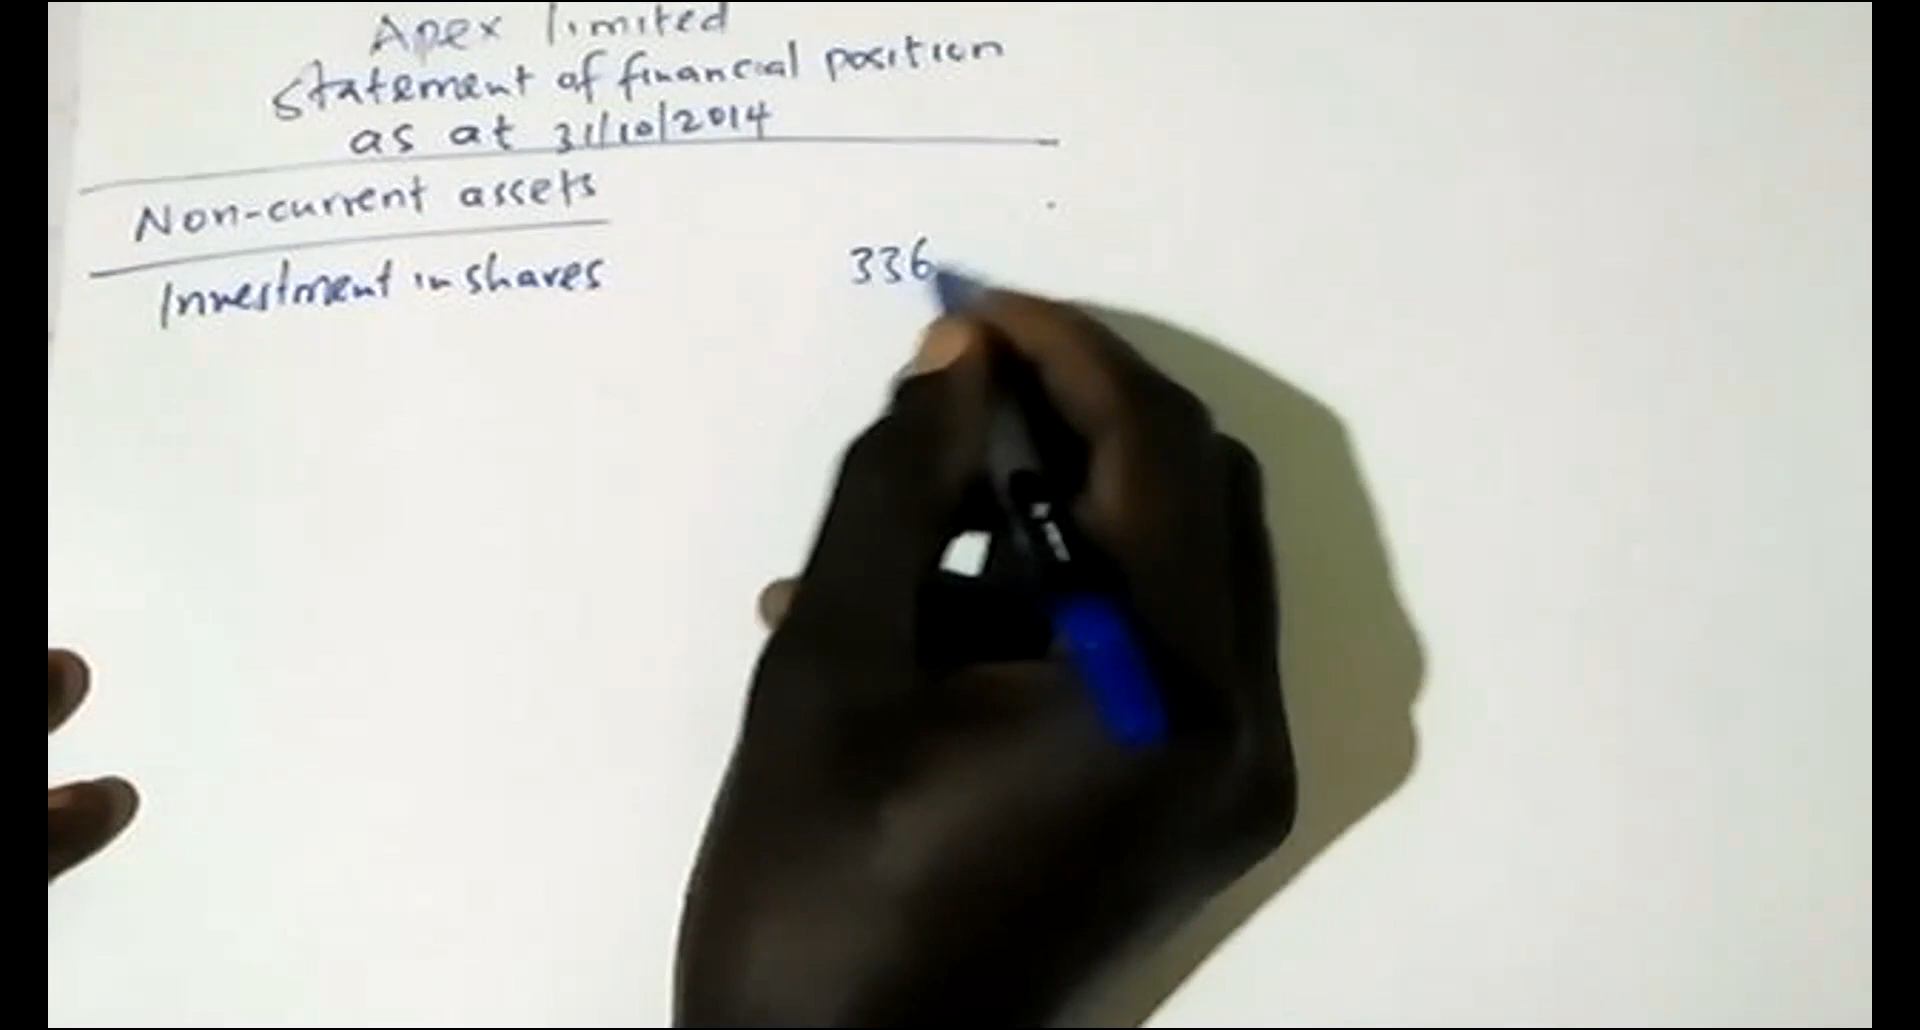 Apex limited
Statement of financial position
as at 31/10/2014
Non-current assets
Investment in shares 336